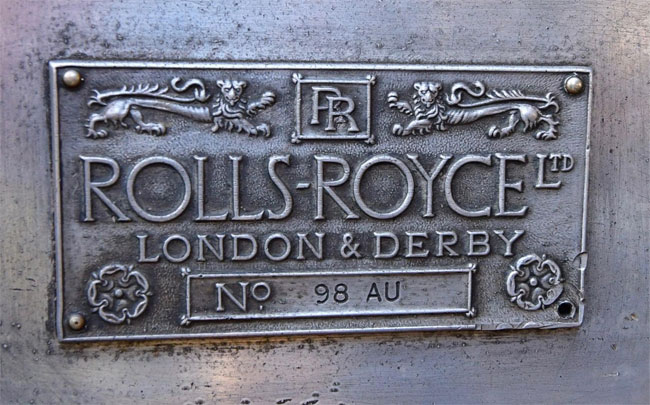 RR
ROLLS-ROYCE LTD
LONDON & DERBY
No 98 AU